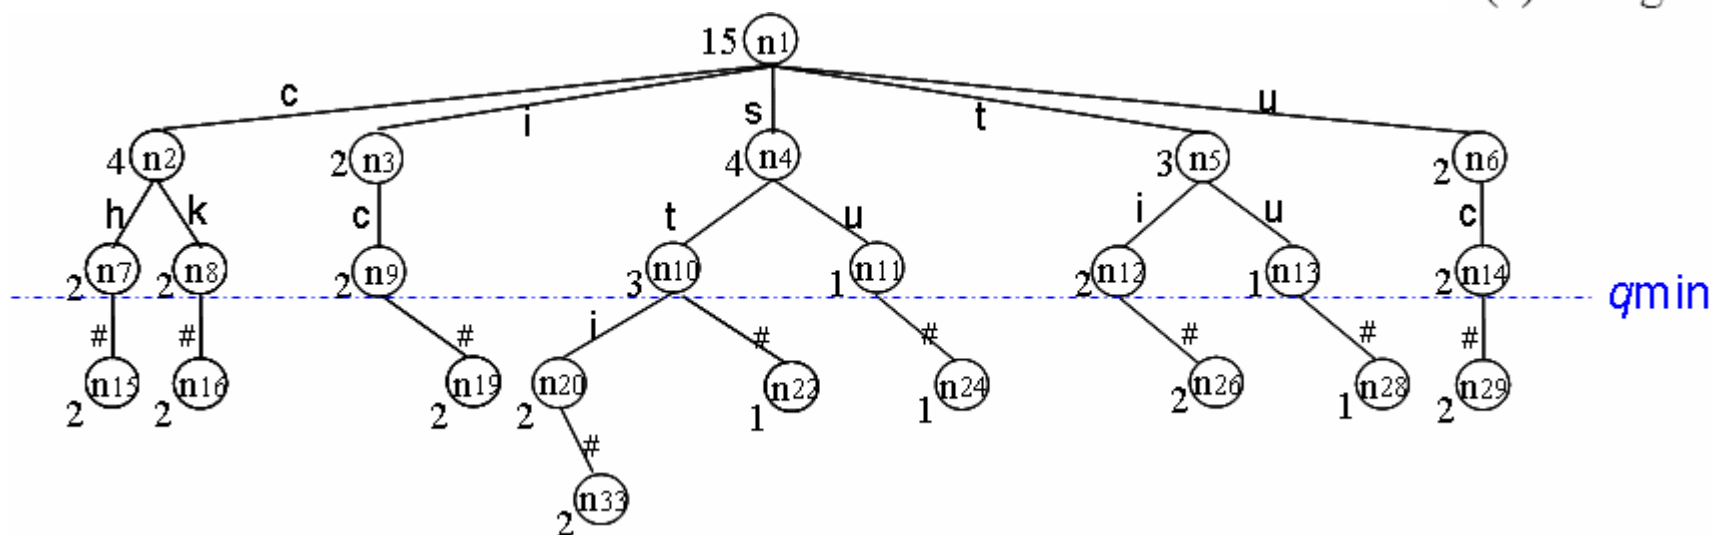 15 n1
c i s t u
4 n2 2 n3 4 n4 3 n5 2 n6
h k c t u i u c
2 n7 2 n8 2 n9 3 n10 1 n11 2 n12 1 n13 2 n14
qmin
# # # i # # # # #
2 n15 2 n16 2 n19 2 n20 1 n22 1 n24 2 n26 1 n28 2 n29
#
2 n33